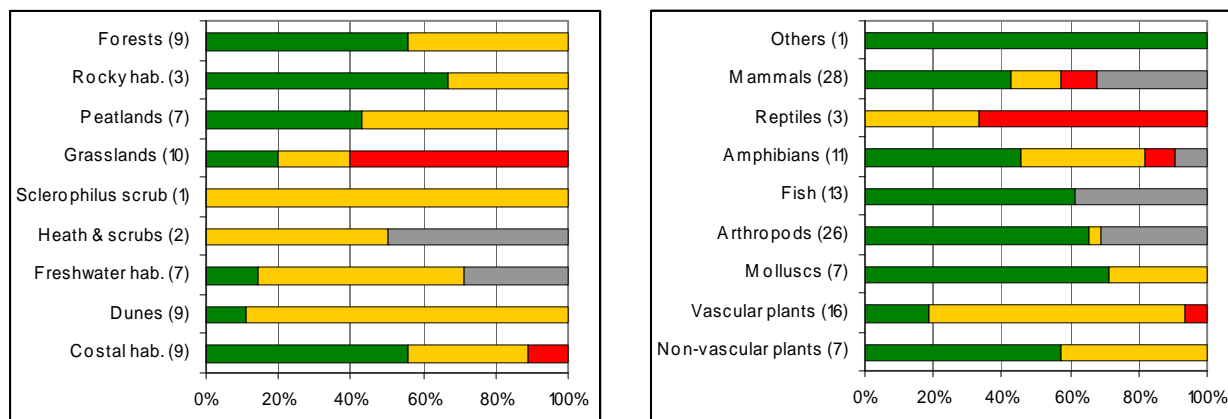 Forests (9)
Rocky hab. (3)
Peatlands (7)
Grasslands (10)
Sclerophilus scrub (1)
Heath & scrubs (2)
Freshwater hab. (7)
Dunes (9)
Costal hab. (9)
0% 20% 40% 60% 80% 100%
Others (1)
Mammals (28)
Reptiles (3)
Amphibians (11)
Fish (13)
Arthropods (26)
Molluscs (7)
Vascular plants (16)
Non-vascular plants (7)
0% 20% 40% 60% 80% 100%